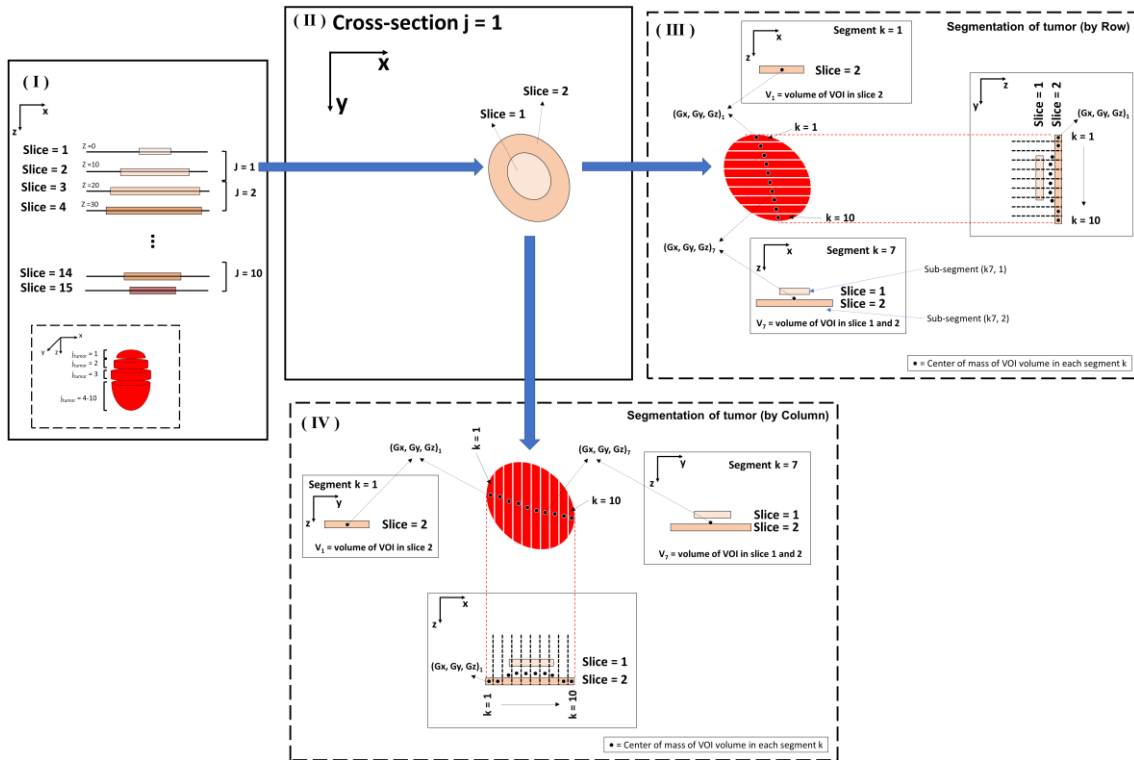 ( I )
x
z
Slice = 1
Z =0
Slice = 2
Z=10
Slice = 3
Z=20
Slice = 4
Z=30
J = 1
J = 2
Slice = 14
Slice = 15
J = 10
x
y
z
jtumor = 1
jtumor = 2
jtumor = 3
jtumor = 4-10
( II )
Cross-section j = 1
x
y
Slice = 1
Slice = 2
( III )
Segmentation of tumor (by Row)
x
z
Segment k = 1
Slice = 2
V1 = volume of VOI in slice 2
(Gx, Gy, Gz)1
k = 1
k = 10
(Gx, Gy, Gz)7
x
z
Segment k = 7
Slice = 1
Slice = 2
V7 = volume of VOI in slice 1 and 2
Sub-segment (k7, 1)
Sub-segment (k7, 2)
z
y
Slice = 1
Slice = 2
(Gx, Gy, Gz)1
k = 1
k = 10
• = Center of mass of VOI volume in each segment k
( IV )
Segmentation of tumor (by Column)
Segment k = 1
y
z
Slice = 2
V1 = volume of VOI in slice 2
(Gx, Gy, Gz)1
k = 1
(Gx, Gy, Gz)7
k = 10
y
z
Segment k = 7
Slice = 1
Slice = 2
V7 = volume of VOI in slice 1 and 2
x
z
(Gx, Gy, Gz)1
Slice = 1
Slice = 2
k = 1
k = 10
• = Center of mass of VOI volume in each segment k